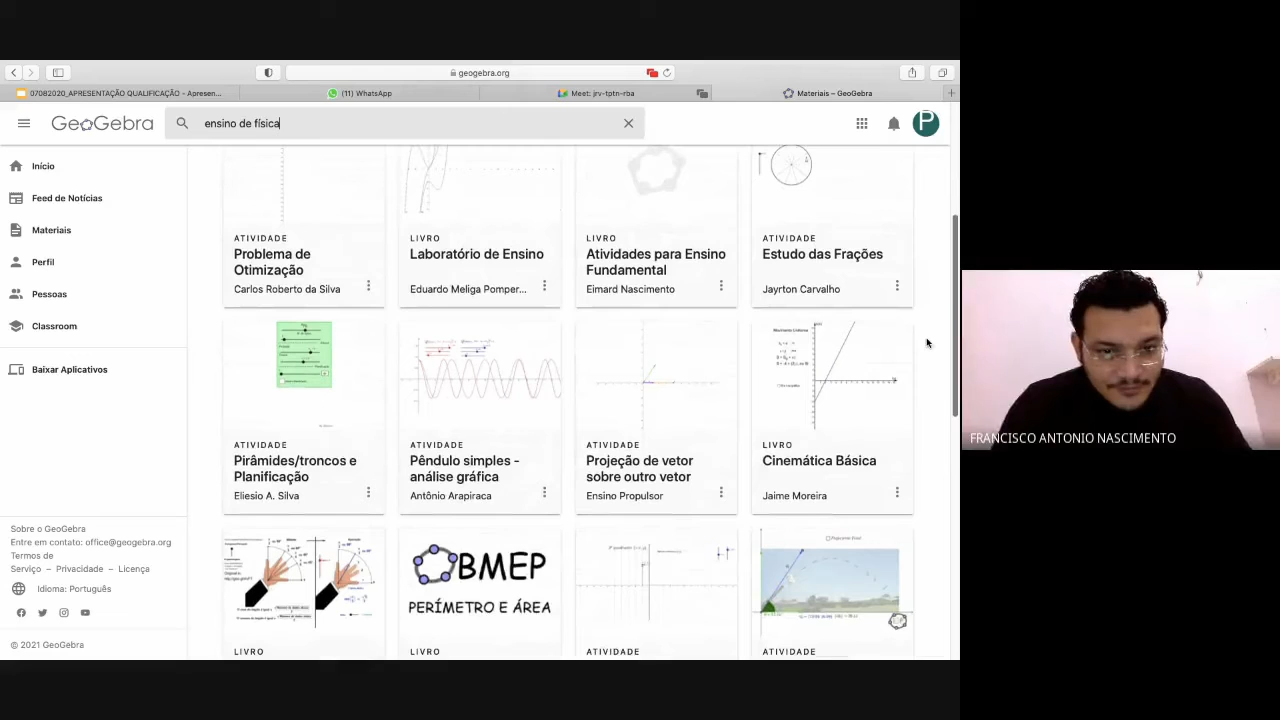 geogebra.org
07082020_APRESENTAÇÃO QUALIFICAÇÃO - Apresen...
(11) WhatsApp
Meet: jrv-tptn-rba
Materiais – GeoGebra
GeoGebra
ensino de física
P
Início
Feed de Notícias
Materiais
Perfil
Pessoas
Classroom
Baixar Aplicativos
ATIVIDADE
Problema de
Otimização
Carlos Roberto da Silva
LIVRO
Laboratório de Ensino
Eduardo Meliga Pomper...
LIVRO
Atividades para Ensino
Fundamental
Eimard Nascimento
ATIVIDADE
Estudo das Frações
Jayrton Carvalho
ATIVIDADE
Pirâmides/troncos e
Planificação
Eliesio A. Silva
ATIVIDADE
Pêndulo simples -
análise gráfica
Antônio Arapiraca
ATIVIDADE
Projeção de vetor
sobre outro vetor
Ensino Propulsor
LIVRO
Cinemática Básica
Jaime Moreira
LIVRO
OBMEP
PERÍMETRO E ÁREA
LIVRO
ATIVIDADE
ATIVIDADE
Sobre o GeoGebra
Entre em contato: office@geogebra.org
Termos de
Serviço – Privacidade – Licença
Idioma: Português
© 2021 GeoGebra
FRANCISCO ANTONIO NASCIMENTO